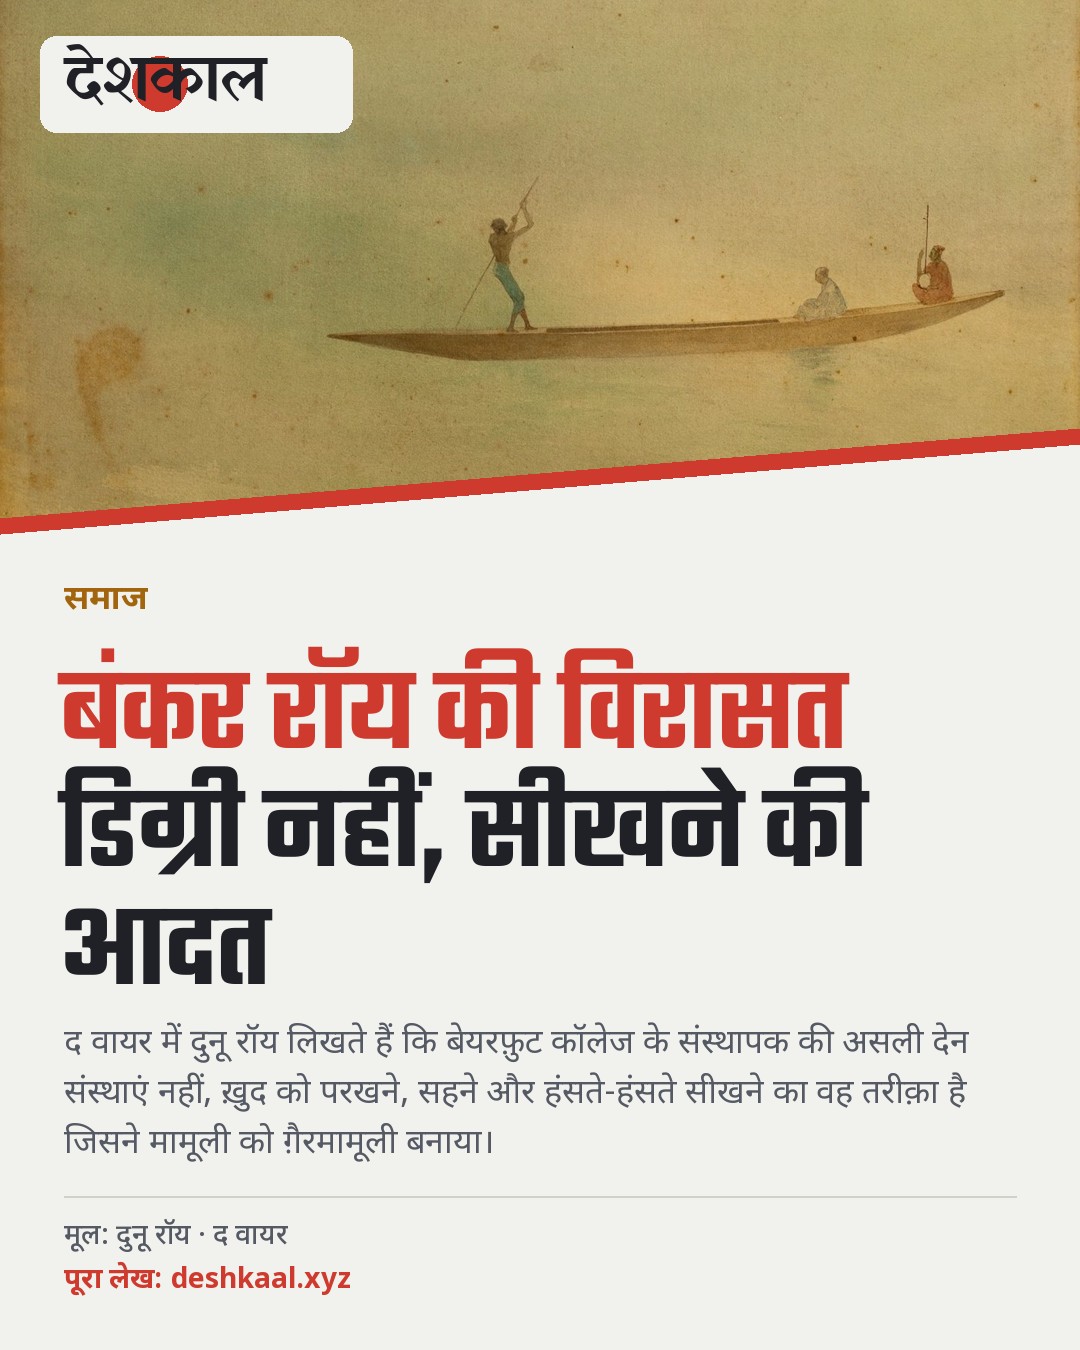 देशकाल
समाज
बंकर रॉय की विरासत
डिग्री नहीं, सीखने की
आदत
द वायर में दुनू रॉय लिखते हैं कि बेयरफ़ुट कॉलेज के संस्थापक की असली देन
संस्थाएं नहीं, ख़ुद को परखने, सहने और हंसते-हंसते सीखने का वह तरीक़ा है
जिसने मामूली को ग़ैरमामूली बनाया।
मूल: दुनू रॉय · द वायर
पूरा लेख: deshkaal.xyz